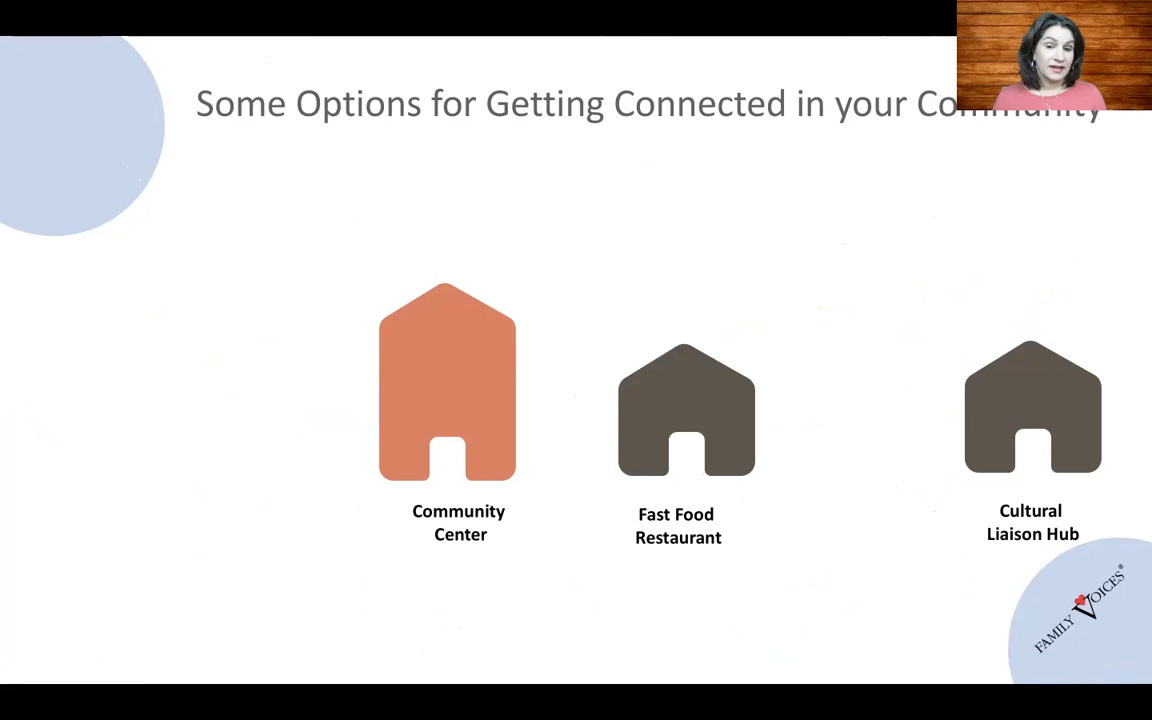 Some Options for Getting Connected in your Community
Community
Center
Fast Food
Restaurant
Cultural
Liaison Hub
FAMILY VOICES®